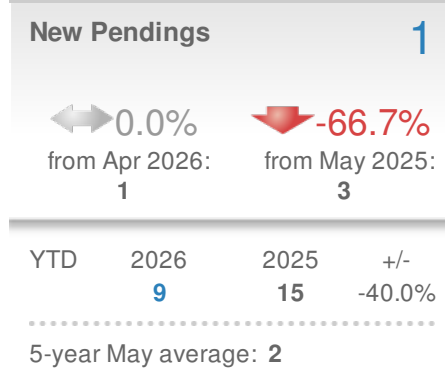 New Pendings 1
0.0% -66.7%
from Apr 2026: from May 2025:
1 3
YTD 2026 2025 +/-
9 15 -40.0%
5-year May average: 2